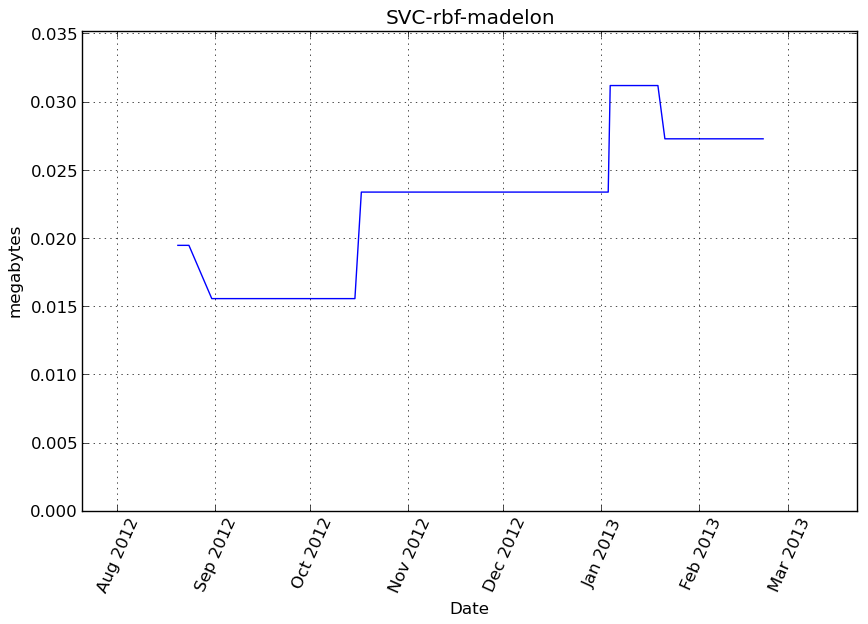 SVC-rbf-madelon
0.035
0.030
0.025
0.020
0.015
0.010
0.005
0.000
megabytes
Aug 2012
Sep 2012
Oct 2012
Nov 2012
Dec 2012
Jan 2013
Feb 2013
Mar 2013
Date